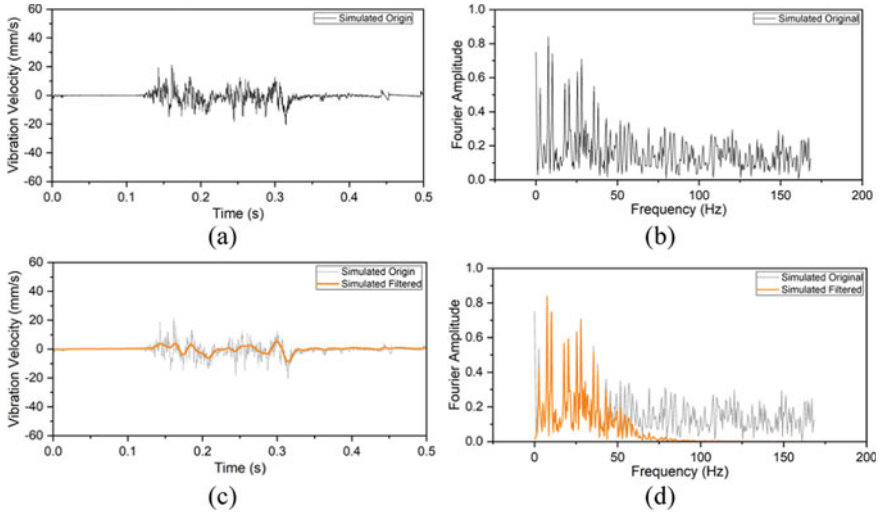 60
40
20
0
-20
-40
-60
0.0 0.1 0.2 0.3 0.4 0.5
Vibration Velocity (mm/s)
Time (s)
Simulated Origin
(a)
1.0
0.8
0.6
0.4
0.2
0.0
0 50 100 150 200
Fourier Amplitude
Frequency (Hz)
Simulated Original
(b)
60
40
20
0
-20
-40
-60
0.0 0.1 0.2 0.3 0.4 0.5
Vibration Velocity (mm/s)
Time (s)
Simulated Origin
Simulated Filtered
(c)
1.0
0.8
0.6
0.4
0.2
0.0
0 50 100 150 200
Fourier Amplitude
Frequency (Hz)
Simulated Original
Simulated Filtered
(d)